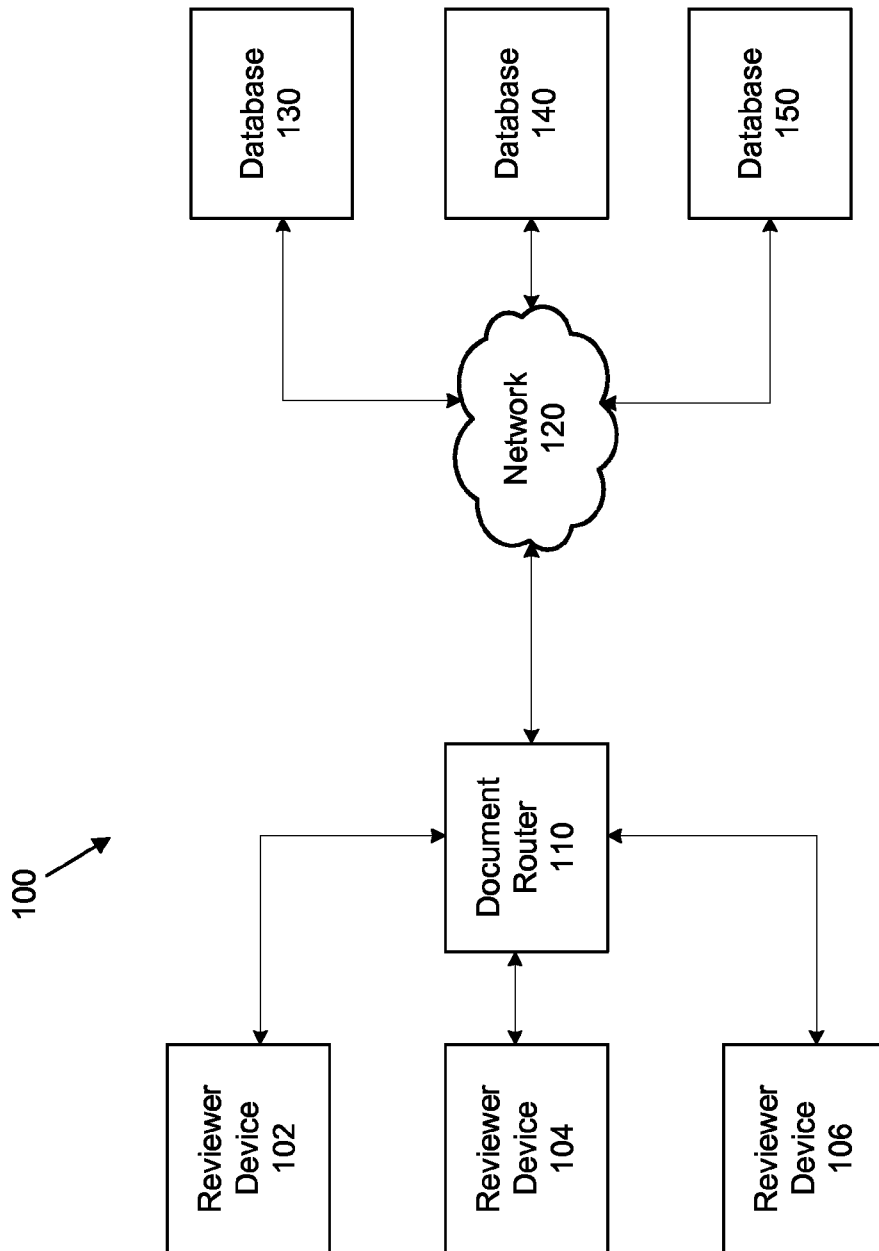 100
Reviewer
Device
102
Reviewer
Device
104
Reviewer
Device
106
Document
Router
110
Network
120
Database
130
Database
140
Database
150